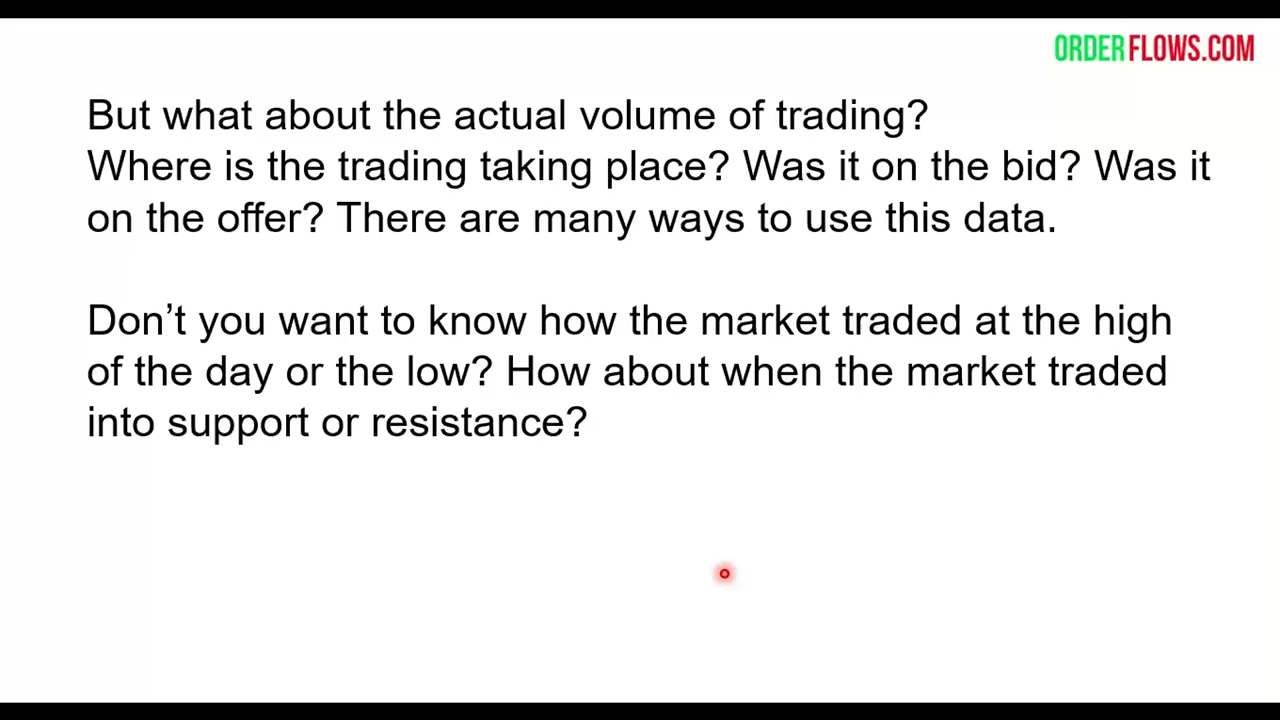 ORDERFLOWS.COM
But what about the actual volume of trading?
Where is the trading taking place? Was it on the bid? Was it
on the offer? There are many ways to use this data.
Don’t you want to know how the market traded at the high
of the day or the low? How about when the market traded
into support or resistance?